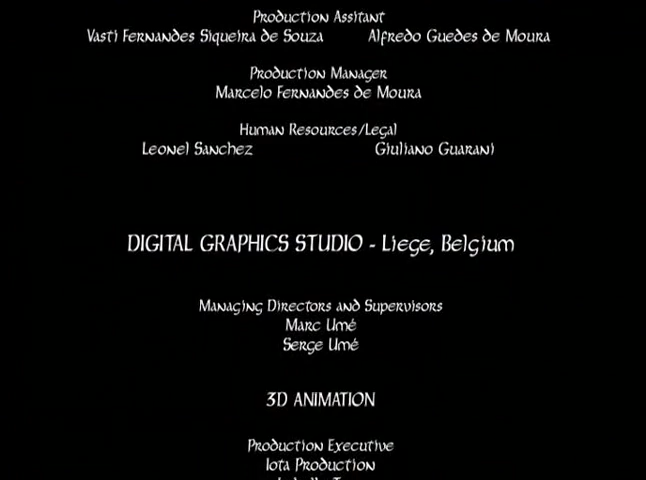 Production Assitant
Vasti Fernandes Siqueira de Souza Alfredo Guedes de Moura
Production Manager
Marcelo Fernandes de Moura
Human Resources/Legal
Leonel Sanchez Giuliano Guarani
DIGITAL GRAPHICS STUDIO - Liege, Belgium
Managing Directors and Supervisors
Marc Umé
Serge Umé
3D ANIMATION
Production Executive
Iota Production